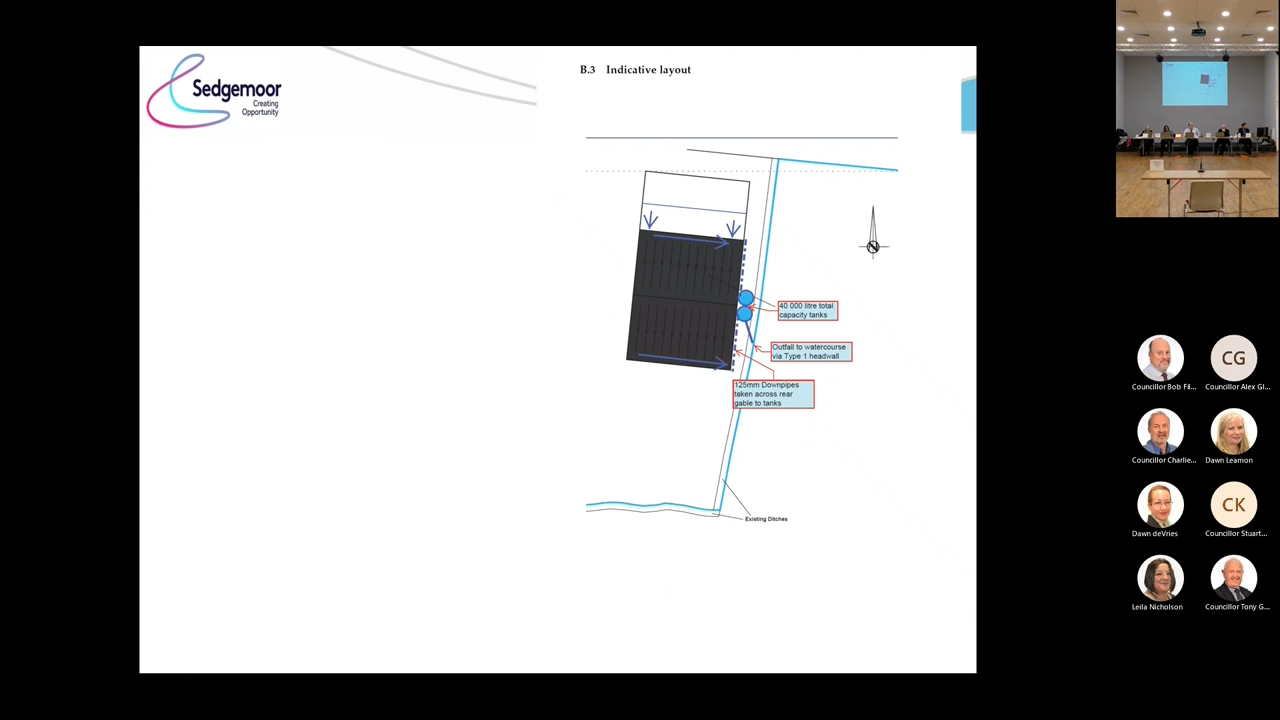 Sedgemoor
Creating
Opportunity
B.3 Indicative layout
40 000 litre total
capacity tanks
Outfall to watercourse
via Type 1 headwall
125mm Downpipes
taken across rear
gable to tanks
Existing Ditches
Councillor Bob Fil...
CG
Councillor Alex Gl...
Councillor Charlie...
Dawn Leamon
Dawn deVries
CK
Councillor Stuart...
Leila Nicholson
Councillor Tony G...